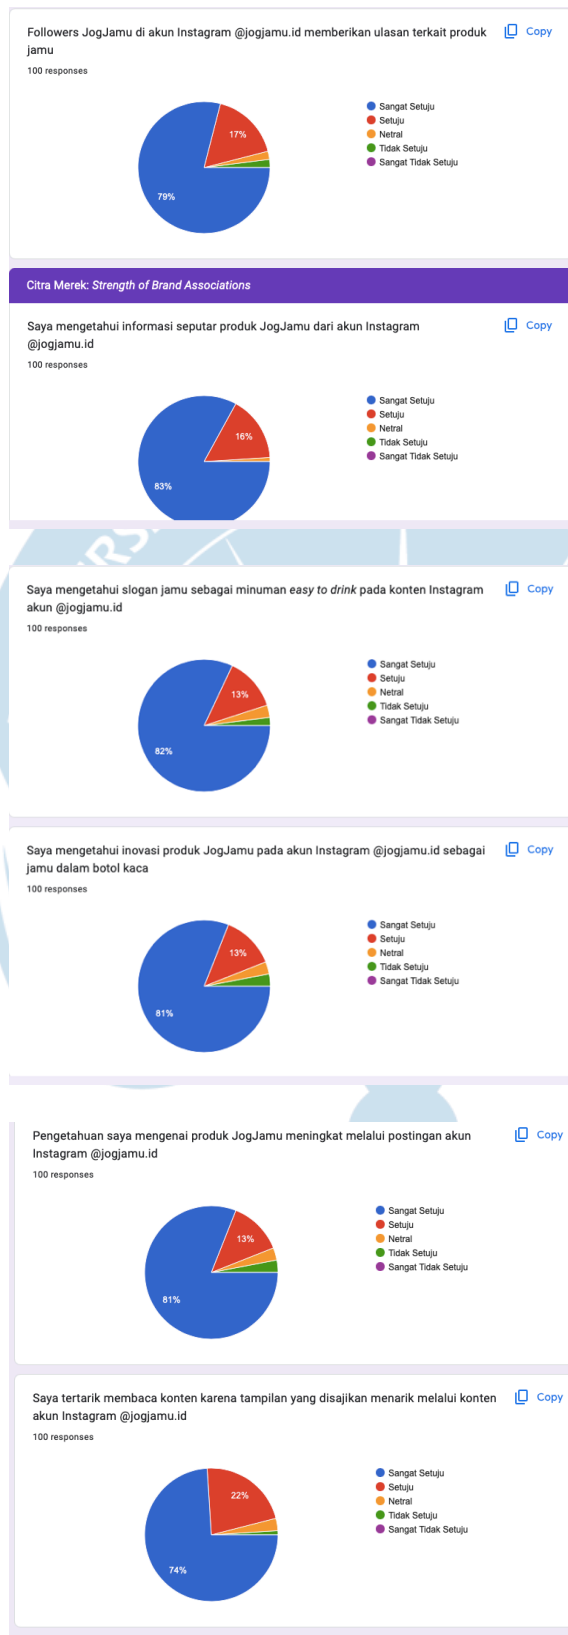 Followers JogJamu di akun Instagram @jogjamu.id memberikan ulasan terkait produk
jamu
Copy
100 responses
17%
79%
Sangat Setuju
Setuju
Netral
Tidak Setuju
Sangat Tidak Setuju
Citra Merek: Strength of Brand Associations
Saya mengetahui informasi seputar produk JogJamu dari akun Instagram
@jogjamu.id
Copy
100 responses
16%
83%
Sangat Setuju
Setuju
Netral
Tidak Setuju
Sangat Tidak Setuju
Saya mengetahui slogan jamu sebagai minuman easy to drink pada konten Instagram
akun @jogjamu.id
Copy
100 responses
13%
82%
Sangat Setuju
Setuju
Netral
Tidak Setuju
Sangat Tidak Setuju
Saya mengetahui inovasi produk JogJamu pada akun Instagram @jogjamu.id sebagai
jamu dalam botol kaca
Copy
100 responses
13%
81%
Sangat Setuju
Setuju
Netral
Tidak Setuju
Sangat Tidak Setuju
Pengetahuan saya mengenai produk JogJamu meningkat melalui postingan akun
Instagram @jogjamu.id
Copy
100 responses
13%
81%
Sangat Setuju
Setuju
Netral
Tidak Setuju
Sangat Tidak Setuju
Saya tertarik membaca konten karena tampilan yang disajikan menarik melalui konten
akun Instagram @jogjamu.id
Copy
100 responses
22%
74%
Sangat Setuju
Setuju
Netral
Tidak Setuju
Sangat Tidak Setuju